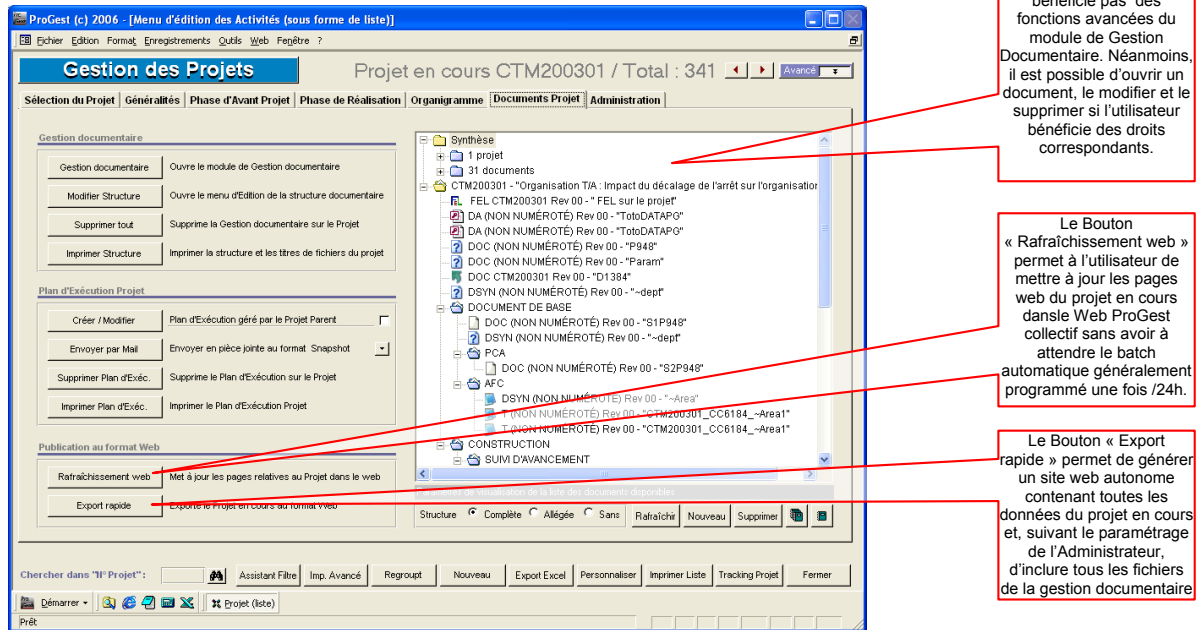 ProGest (c) 2006 - [Menu d'édition des Activités (sous forme de liste)]
Fichier Edition Format Enregistrements Outils Web Fenêtre ?
Gestion des Projets
Projet en cours CTM200301 / Total : 341
Avancé
Sélection du Projet
Généralités
Phase d'Avant Projet
Phase de Réalisation
Organigramme
Documents Projet
Administration
Gestion documentaire
Gestion documentaire
Ouvre le module de Gestion documentaire
Modifier Structure
Ouvre le menu d'Edition de la structure documentaire
Supprimer tout
Supprime la Gestion documentaire sur le Projet
Imprimer Structure
Imprimer la structure et les titres de fichiers du projet
Plan d'Exécution Projet
Créer / Modifier
Plan d'Exécution géré par le Projet Parent
Envoyer par Mail
Envoyer en pièce jointe au format Snapshot
Supprimer Plan d'Exéc.
Supprime le Plan d'Exécution sur le Projet
Imprimer Plan d'Exéc.
Imprimer le Plan d'Exécution Projet
Publication au format Web
Rafraîchissement web
Met à jour les pages relatives au Projet dans le web
Export rapide
Exporte le Projet en cours au format Web
Synthèse
1 projet
31 documents
CTM200301 - "Organisation T/A : Impact du décalage de l'arrêt sur l'organisation
FEL CTM200301 Rev 00 - " FEL sur le projet"
DA (NON NUMÉROTÉ) Rev 00 - "TotoDATAPG"
DA (NON NUMÉROTÉ) Rev 00 - "TotoDATAPG"
DOC (NON NUMÉROTÉ) Rev 00 - "P948"
DOC (NON NUMÉROTÉ) Rev 00 - "Param"
DOC CTM200301 Rev 00 - "D1384"
DSYN (NON NUMÉROTÉ) Rev 00 - "~dept"
DOCUMENT DE BASE
DOC (NON NUMÉROTÉ) Rev 00 - "S1P948"
DSYN (NON NUMÉROTÉ) Rev 00 - "~dept"
PCA
DOC (NON NUMÉROTÉ) Rev 00 - "S2P948"
AFC
DSYN (NON NUMÉROTÉ) Rev 00 - "~Area"
T (NON NUMÉROTÉ) Rev 00 - "CTM200301_CC6184_~Area1"
T (NON NUMÉROTÉ) Rev 00 - "CTM200301_CC6184_~Area1"
CONSTRUCTION
SUIVI D'AVANCEMENT
Paramètres de visualisation de la liste des documents disponibles
Structure Complète Allégée Sans Rafraîchir Nouveau Supprimer
Chercher dans "N° Projet" :
Assistant Filtre
Imp. Avancé
Regroupt
Nouveau
Export Excel
Personnaliser
Imprimer Liste
Tracking Projet
Fermer
Démarrer
Projet (liste)
Prêt
bénéficie pas des
fonctions avancées du
module de Gestion
Documentaire. Néanmoins,
il est possible d'ouvrir un
document, le modifier et le
supprimer si l'utilisateur
bénéficie des droits
correspondants.
Le Bouton
« Rafraîchissement web »
permet à l'utilisateur de
mettre à jour les pages
web du projet en cours
dansle Web ProGest
collectif sans avoir à
attendre le batch
automatique généralement
programmé une fois /24h.
Le Bouton « Export
rapide » permet de générer
un site web autonome
contenant toutes les
données du projet en cours
et, suivant le paramétrage
de l'Administrateur,
d'inclure tous les fichiers
de la gestion documentaire